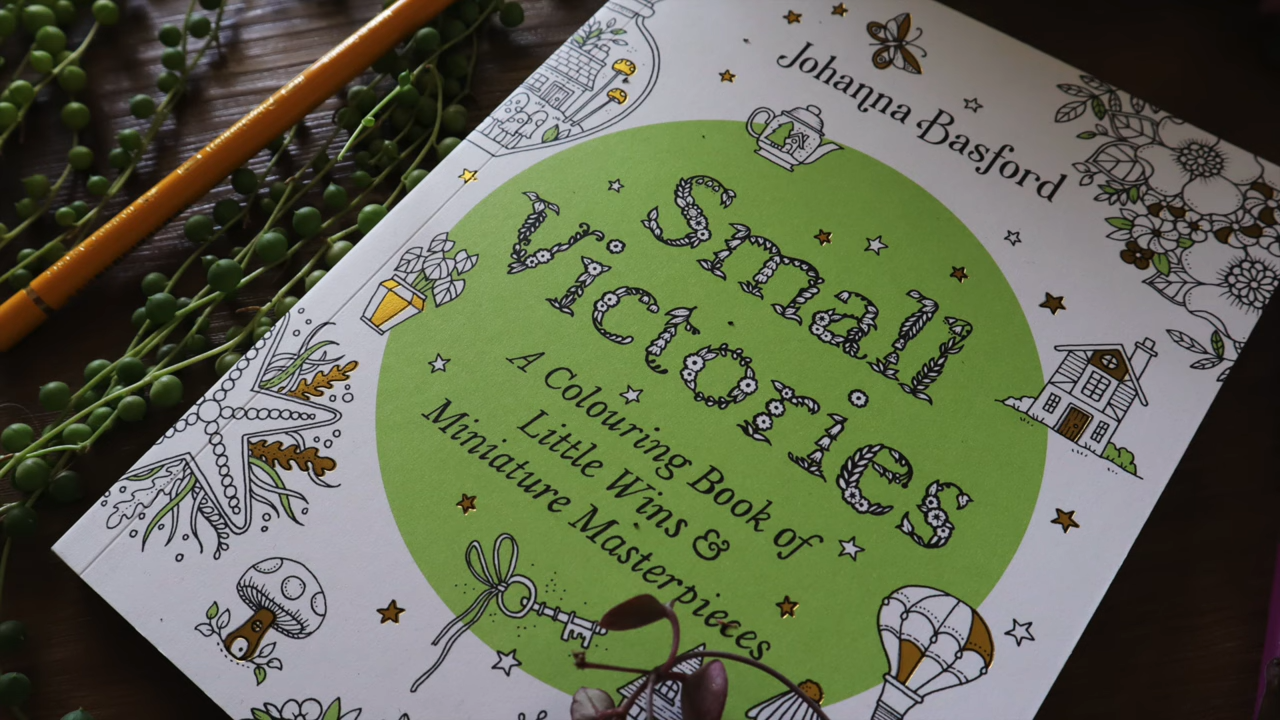 Johanna Basford
Small
Victories
A Colouring Book of
Little Wins &
Miniature Masterpieces